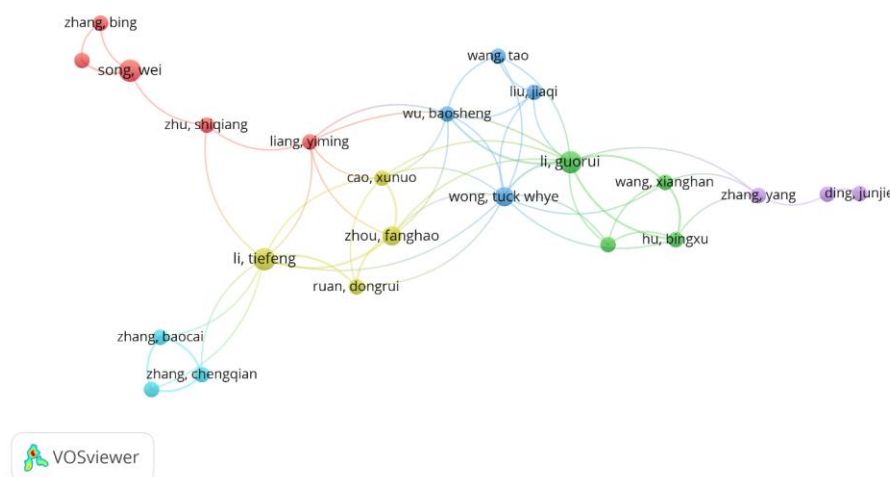 zhang, bing
song, wei
wang, tao
liu, jiaqi
wu, baosheng
zhu, shiqiang
liang, yiming
li, guorui
cao, xunuo
wang, xianghan
wong, tuck whye
zhang, yang
ding, junjie
zhou, fanghao
hu, bingxu
li, tiefeng
ruan, dongrui
zhang, baocai
zhang, chengqian
VOSviewer